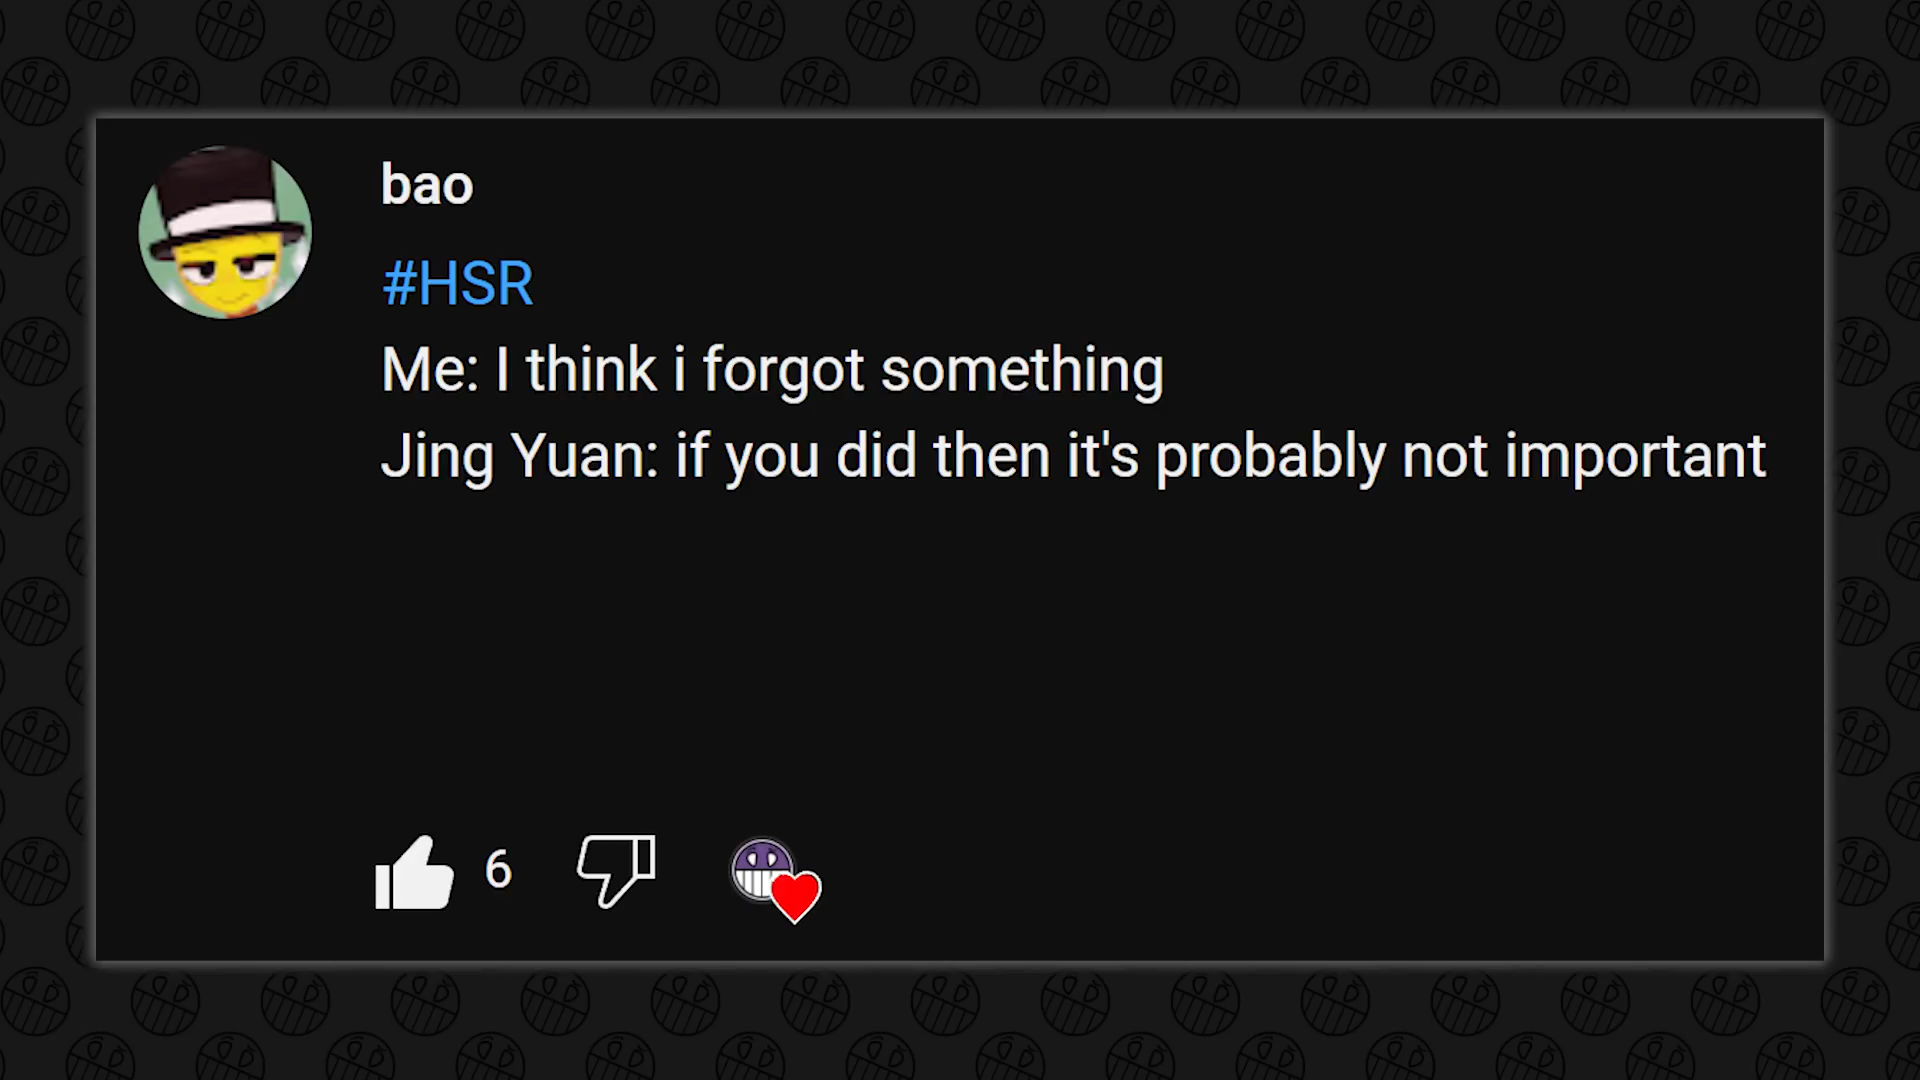 bao
#HSR
Me: I think i forgot something
Jing Yuan: if you did then it's probably not important
6